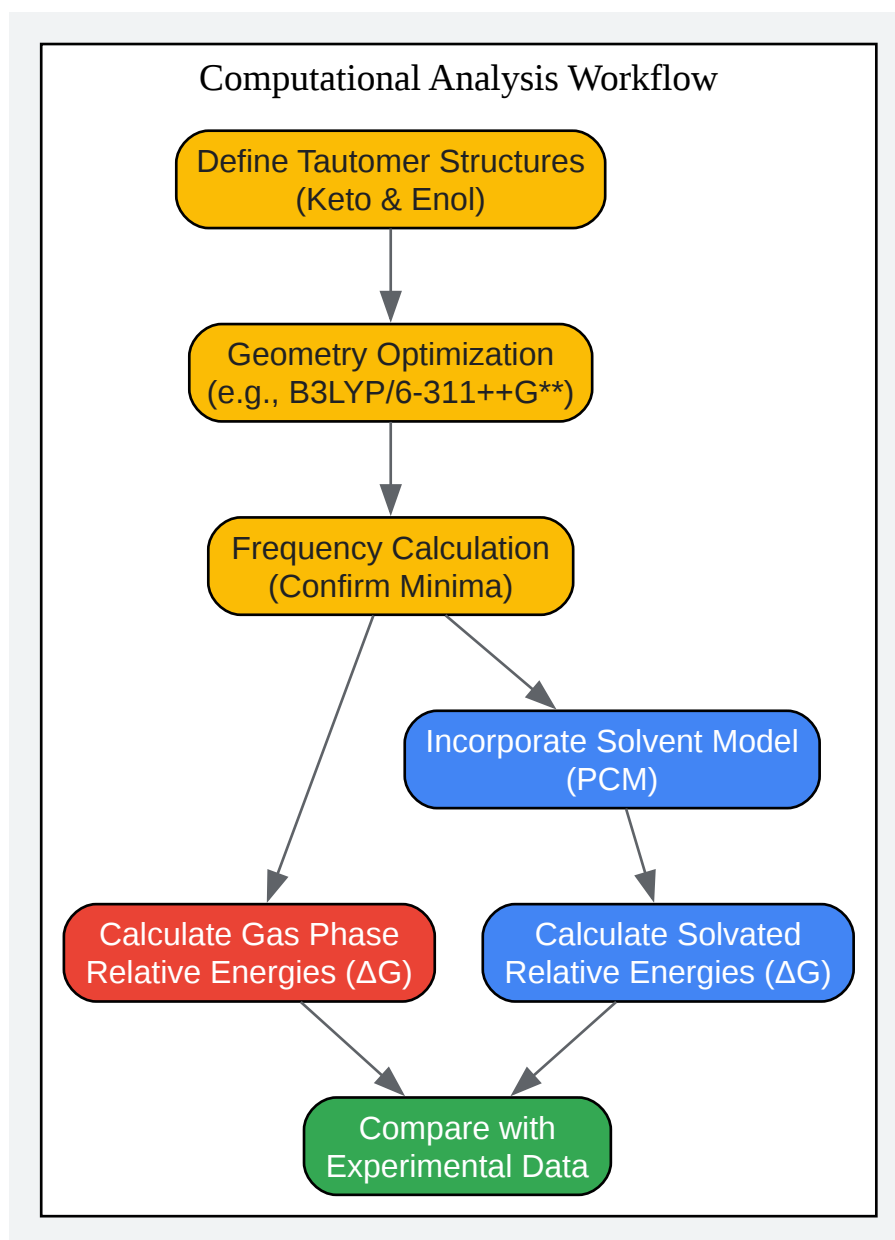 Computational Analysis Workflow
Define Tautomer Structures
(Keto & Enol)
Geometry Optimization
(e.g., B3LYP/6-311++G**)
Frequency Calculation
(Confirm Minima)
Incorporate Solvent Model
(PCM)
Calculate Gas Phase
Relative Energies (ΔG)
Calculate Solvated
Relative Energies (ΔG)
Compare with
Experimental Data